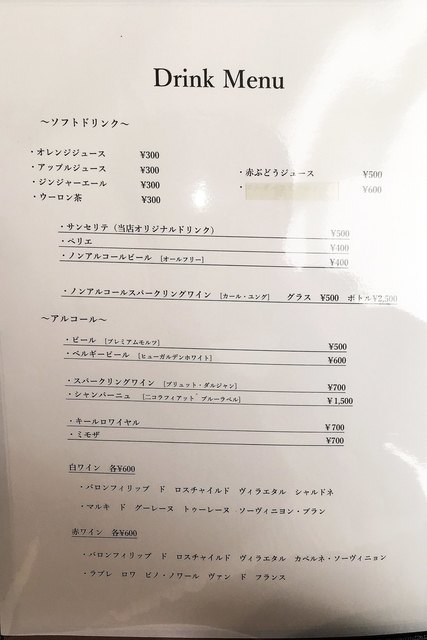 Drink Menu
～ソフトドリンク～
・オレンジジュース ¥300
・アップルジュース ¥300
・ジンジャーエール ¥300
・ウーロン茶 ¥300
・赤ぶどうジュース ¥500
・ ¥600
・サンセリテ（当店オリジナルドリンク） ¥500
・ペリエ ¥400
・ノンアルコールビール [オールフリー] ¥400
・ノンアルコールスパークリングワイン [カール・ユング] グラス ¥500 ボトル¥2,500
～アルコール～
・ビール [プレミアムモルツ] ¥500
・ベルギービール [ヒューガルデンホワイト] ¥600
・スパークリングワイン [ブリュット・ダルジャン] ¥700
・シャンパーニュ [ニコラフィアット ブルーラベル] ¥1,500
・キールロワイヤル ¥700
・ミモザ ¥700
白ワイン 各¥600
・バロンフィリップ ド ロスチャイルド ヴィラエタル シャルドネ
・マルキ ド グーレーヌ トゥーレーヌ ソーヴィニヨン・ブラン
赤ワイン 各¥600
・バロンフィリップ ド ロスチャイルド ヴィラエタル カベルネ・ソーヴィニョン
・ラブレ ロワ ピノ・ノワール ヴァン ド フランス